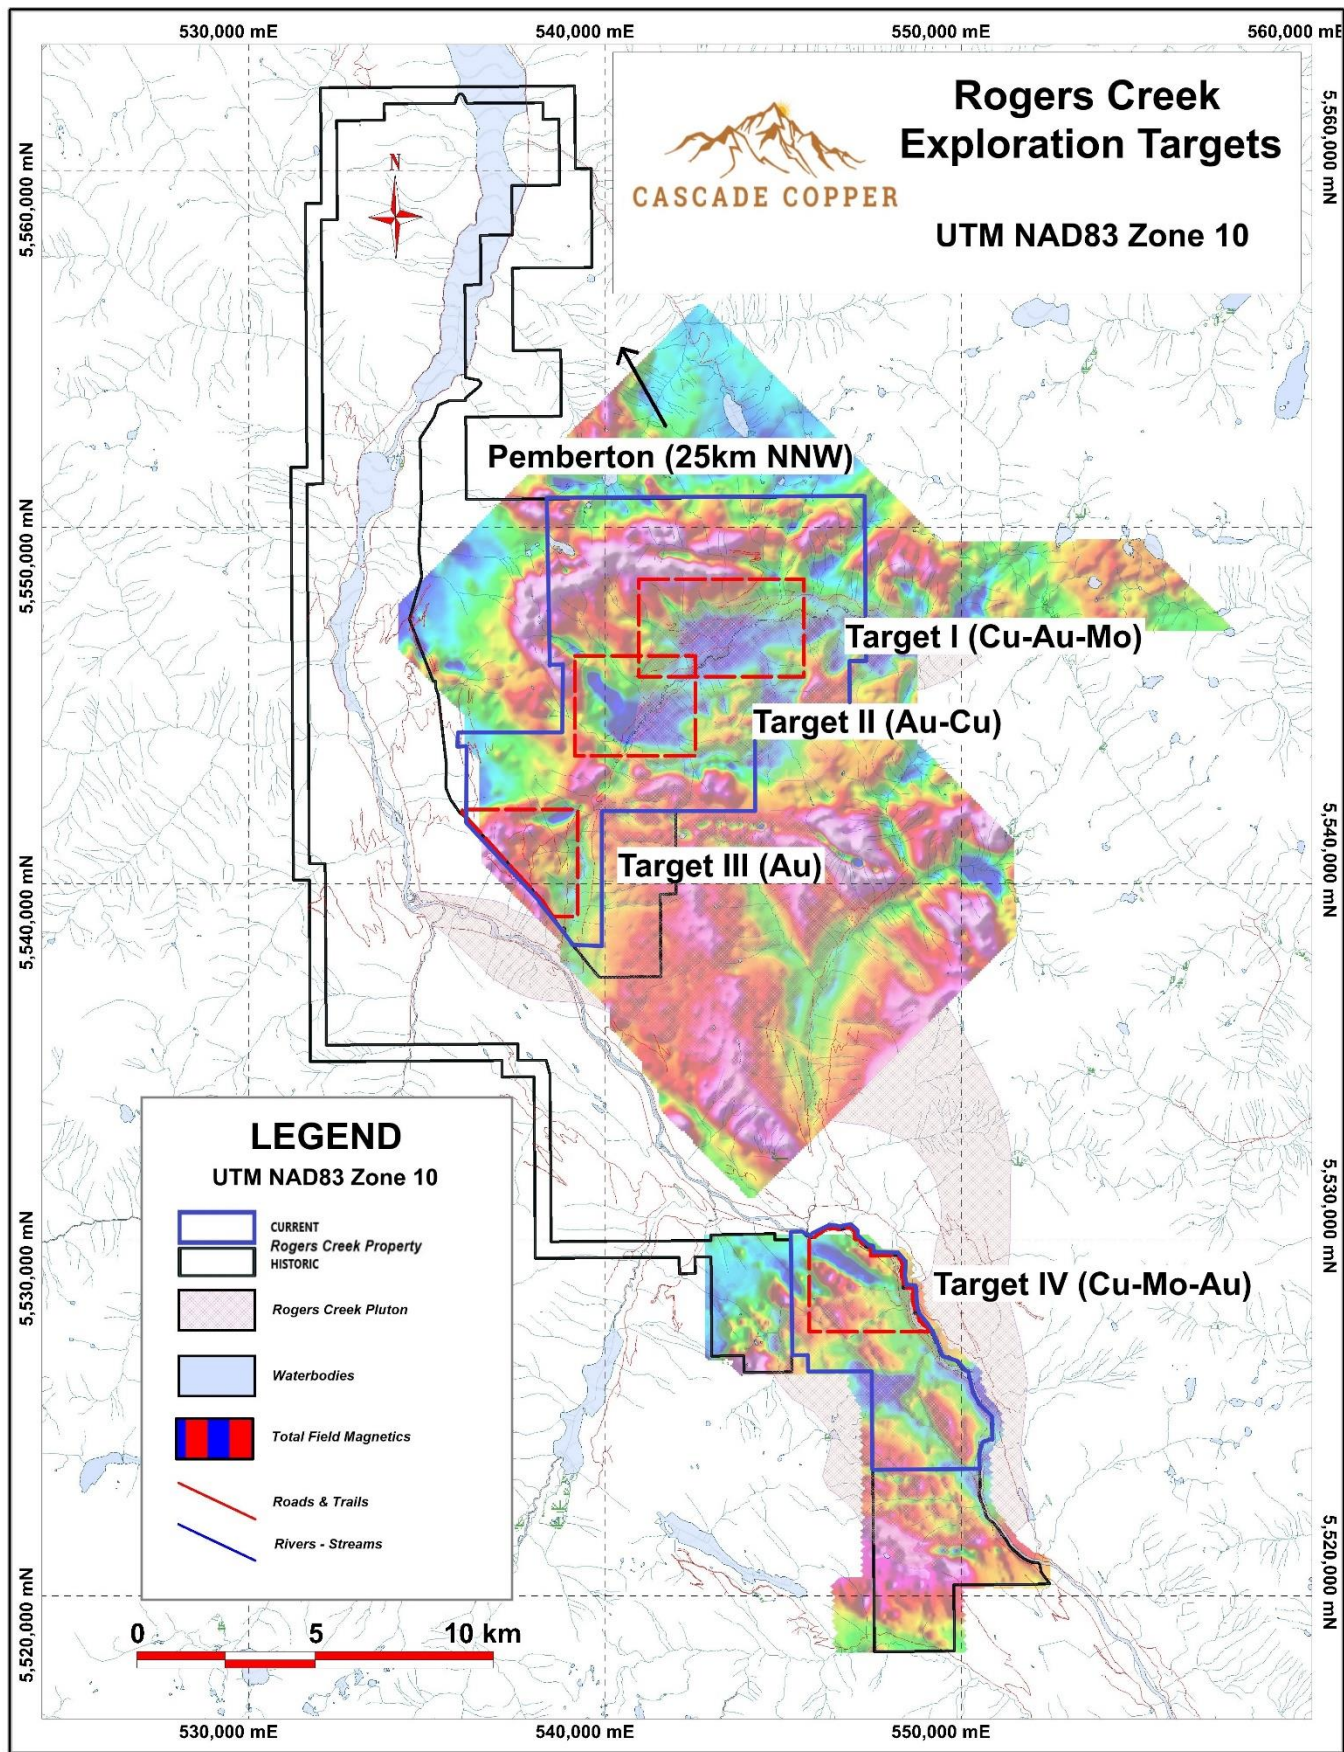 530,000 mE
540,000 mE
550,000 mE
560,000 mE
5,560,000 mN
5,560,000 mN
N
CASCADE COPPER
Rogers Creek
Exploration Targets
UTM NAD83 Zone 10
Pemberton (25km NNW)
5,550,000 mN
5,550,000 mN
Target I (Cu-Au-Mo)
Target II (Au-Cu)
Target III (Au)
5,540,000 mN
5,540,000 mN
LEGEND
UTM NAD83 Zone 10
CURRENT
Rogers Creek Property
HISTORIC
Rogers Creek Pluton
Waterbodies
Total Field Magnetics
Roads & Trails
Rivers - Streams
5,530,000 mN
5,530,000 mN
Target IV (Cu-Mo-Au)
5,520,000 mN
5,520,000 mN
0 5 10 km
530,000 mE
540,000 mE
550,000 mE